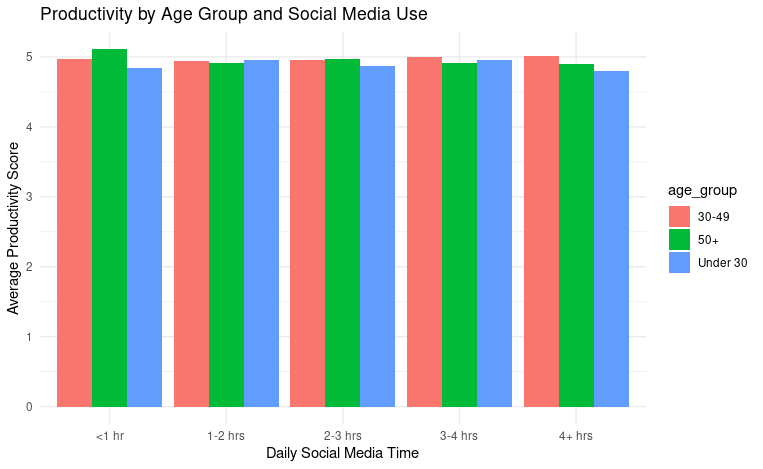 Productivity by Age Group and Social Media Use
Average Productivity Score
5
4
3
2
1
0
<1 hr
1-2 hrs
2-3 hrs
3-4 hrs
4+ hrs
Daily Social Media Time
age_group
30-49
50+
Under 30